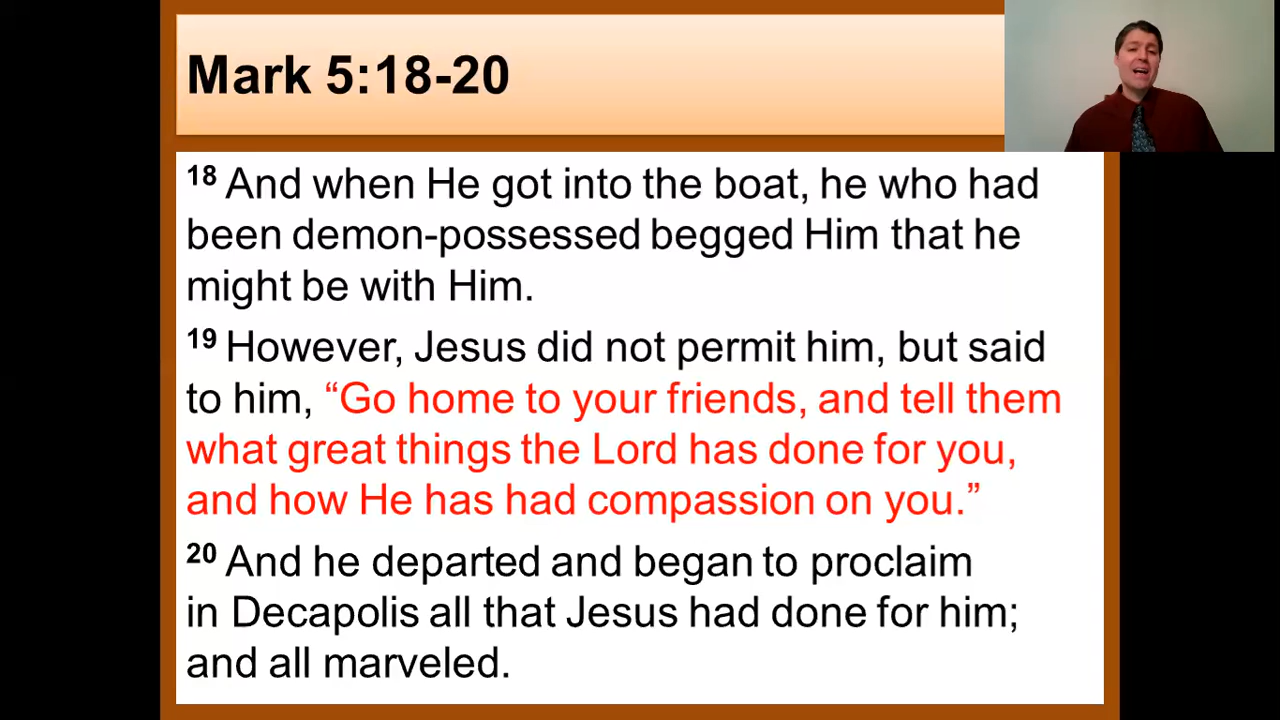 Mark 5:18-20
18 And when He got into the boat, he who had
been demon-possessed begged Him that he
might be with Him.
19 However, Jesus did not permit him, but said
to him, “Go home to your friends, and tell them
what great things the Lord has done for you,
and how He has had compassion on you.”
20 And he departed and began to proclaim
in Decapolis all that Jesus had done for him;
and all marveled.